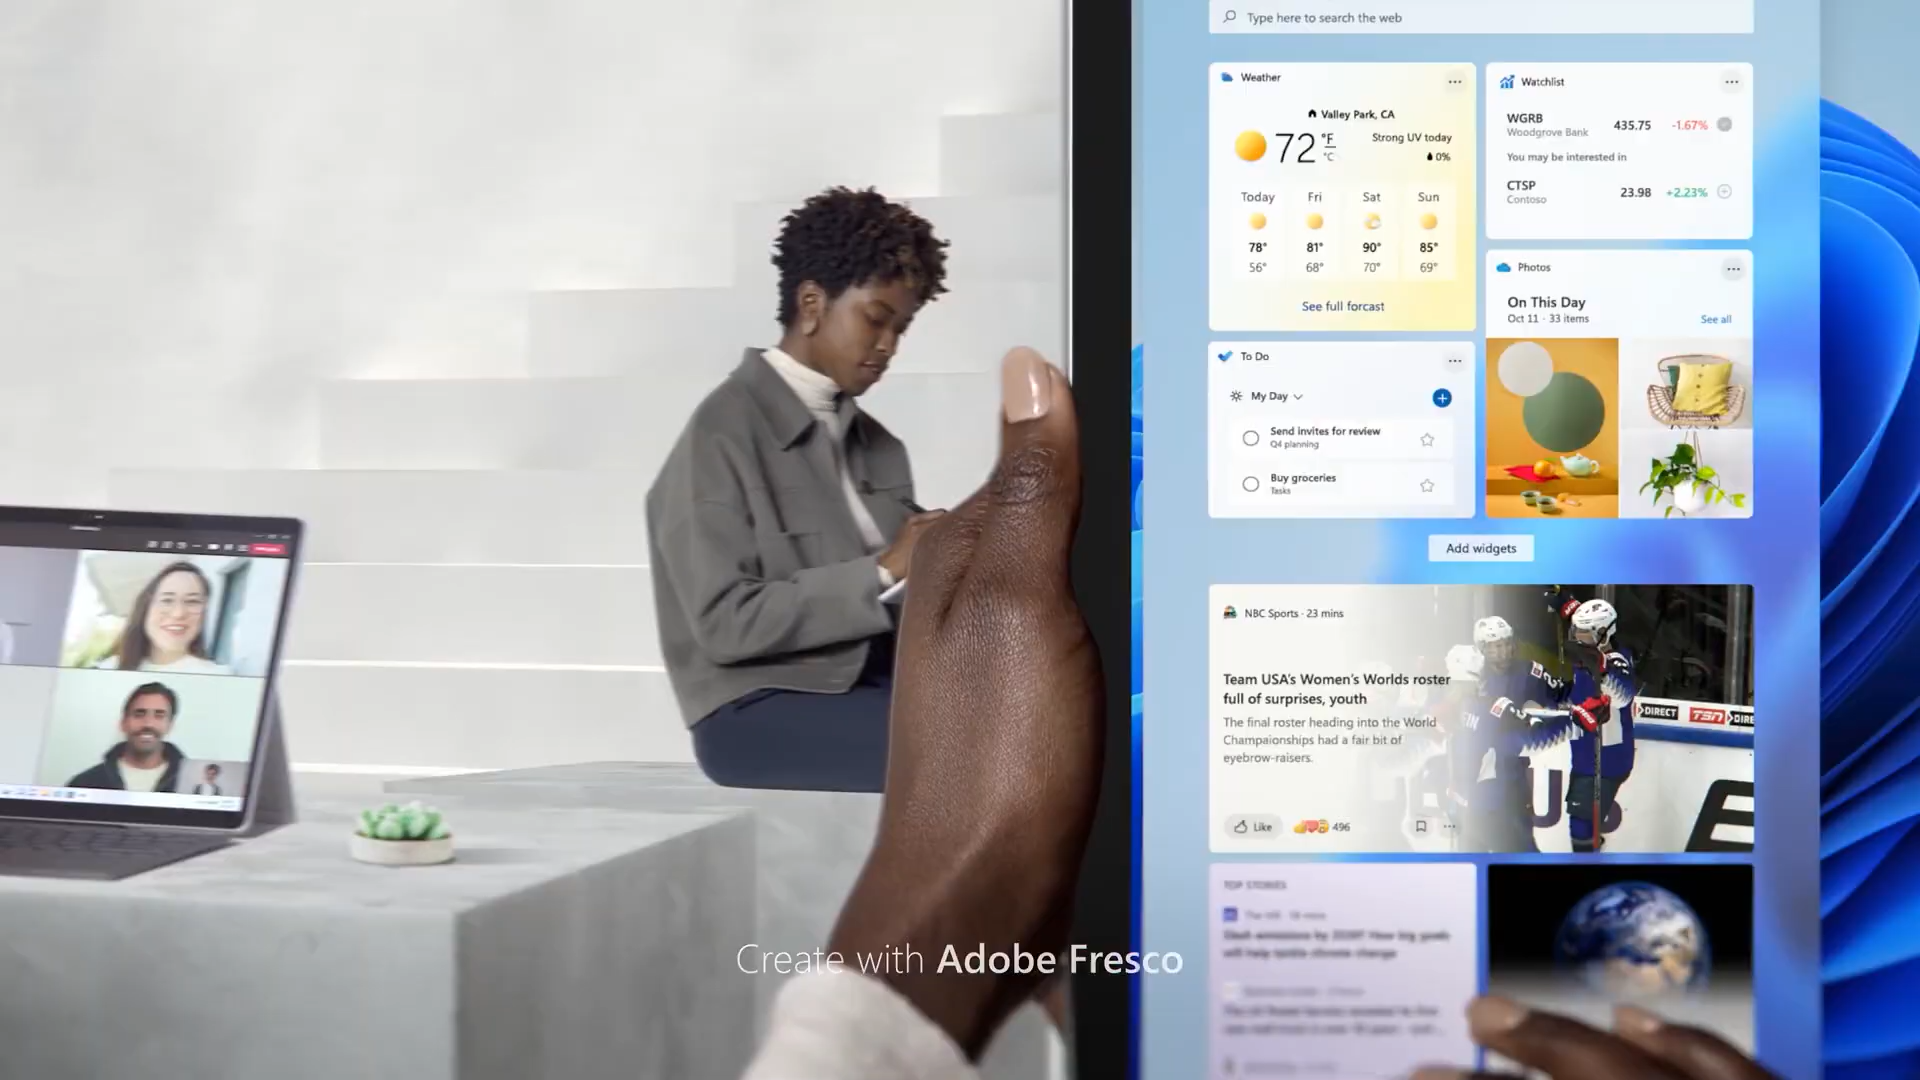 Type here to search the web
Weather
Valley Park, CA
72 °F
°C
Strong UV today
0%
Today Fri Sat Sun
78° 81° 90° 85°
56° 68° 70° 69°
See full forcast
Watchlist
WGRB 435.75 -1.67%
Woodgrove Bank
You may be interested in
CTSP 23.98 +2.23%
Contoso
Photos
On This Day
Oct 11 · 33 items
See all
To Do
My Day
Send invites for review
Q4 planning
Buy groceries
Tasks
Add widgets
NBC Sports · 23 mins
Team USA's Women's Worlds roster
full of surprises, youth
The final roster heading into the World
Champaionships had a fair bit of
eyebrow-raisers.
Like 496
DIRECT TSN DIRE
US
TOP STORIES
Create with Adobe Fresco